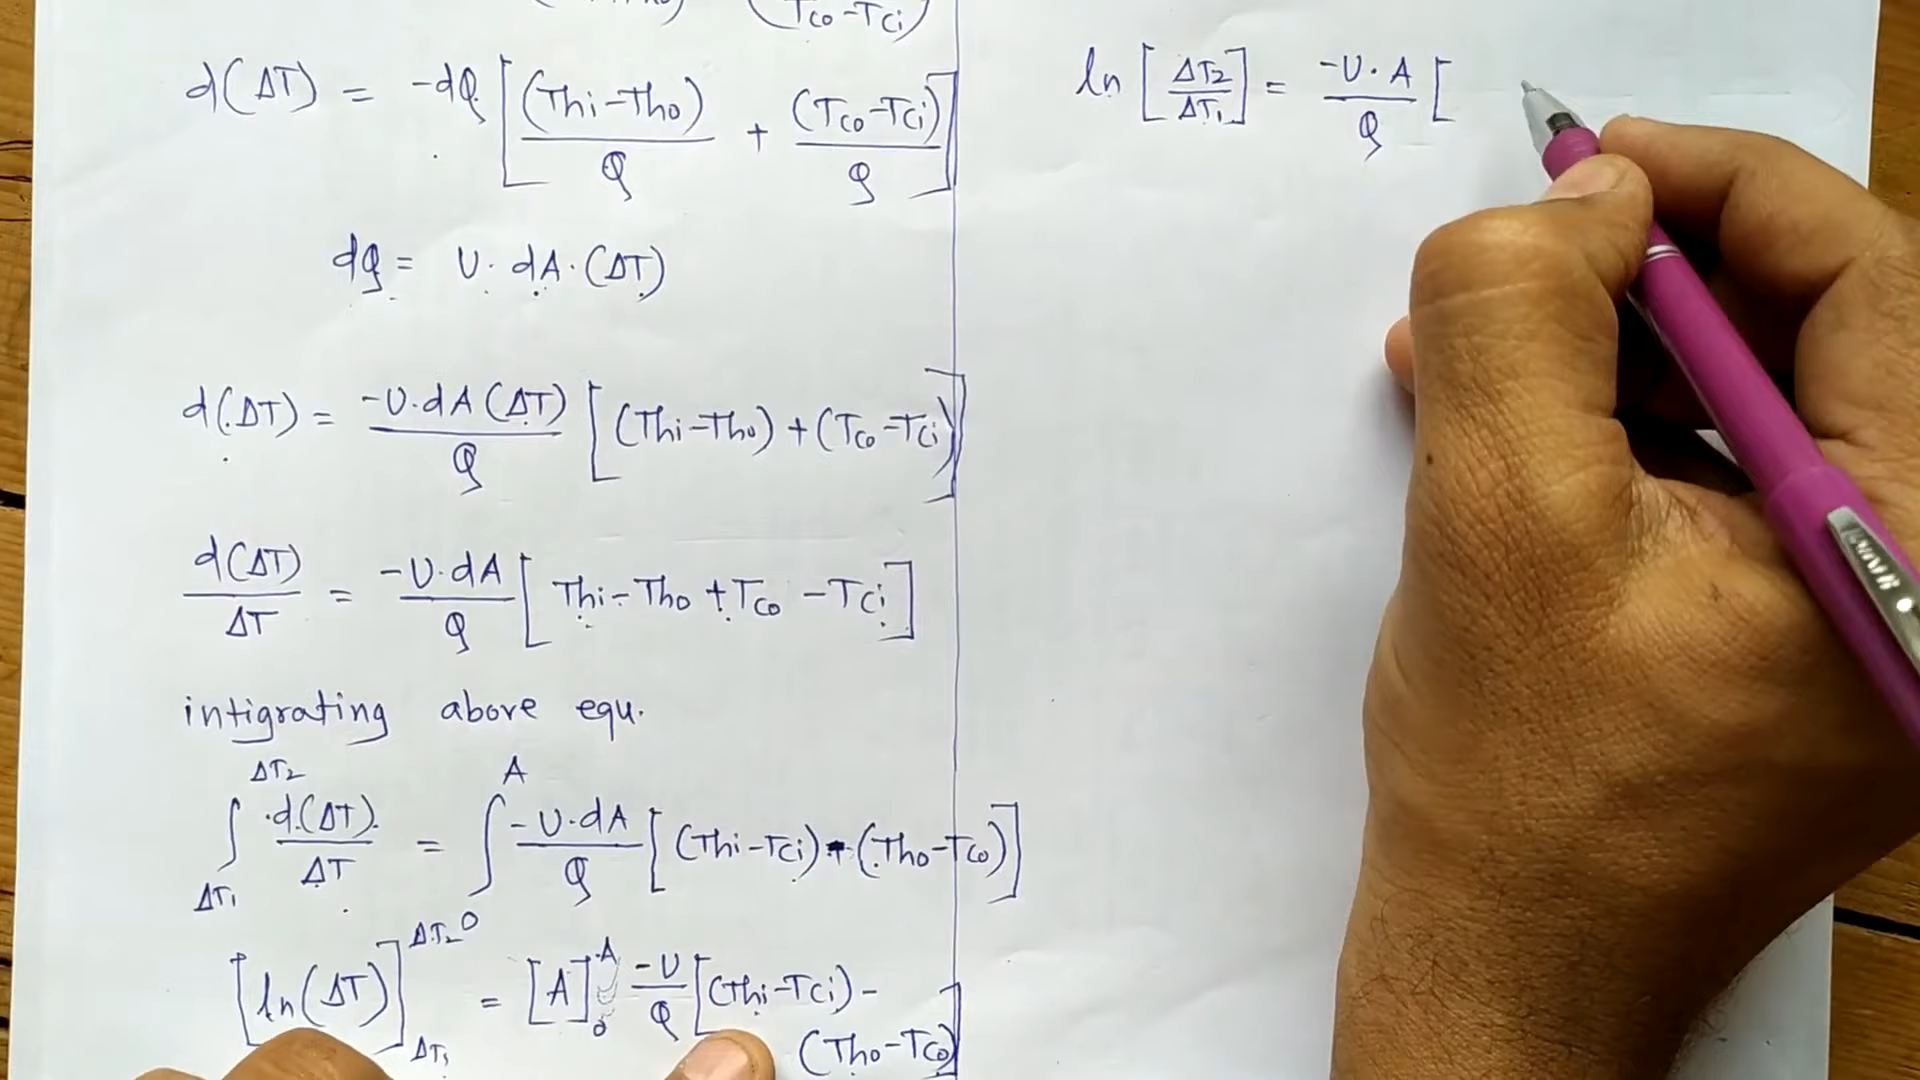 (Tco-Tci)
d(ΔT) = -dQ [(Thi-Tho)/Q + (Tco-Tci)/Q]
dQ = U. dA.(ΔT)
d(ΔT) = -U.dA(ΔT)/Q [(Thi-Tho)+(Tco-Tci)]
d(ΔT)/ΔT = -U.dA/Q [Thi-Tho+Tco-Tci]
intigrating above equ.
∫ΔT1^ΔT2 d(ΔT)/ΔT = ∫0^A -U.dA/Q [(Thi-Tci)-(Tho-Tco)]
[ln(ΔT)]ΔT1^ΔT2 = [A]0^A -U/Q [(Thi-Tci)-
(Tho-Tco)]
ln [ΔT2/ΔT1] = -U.A/Q [